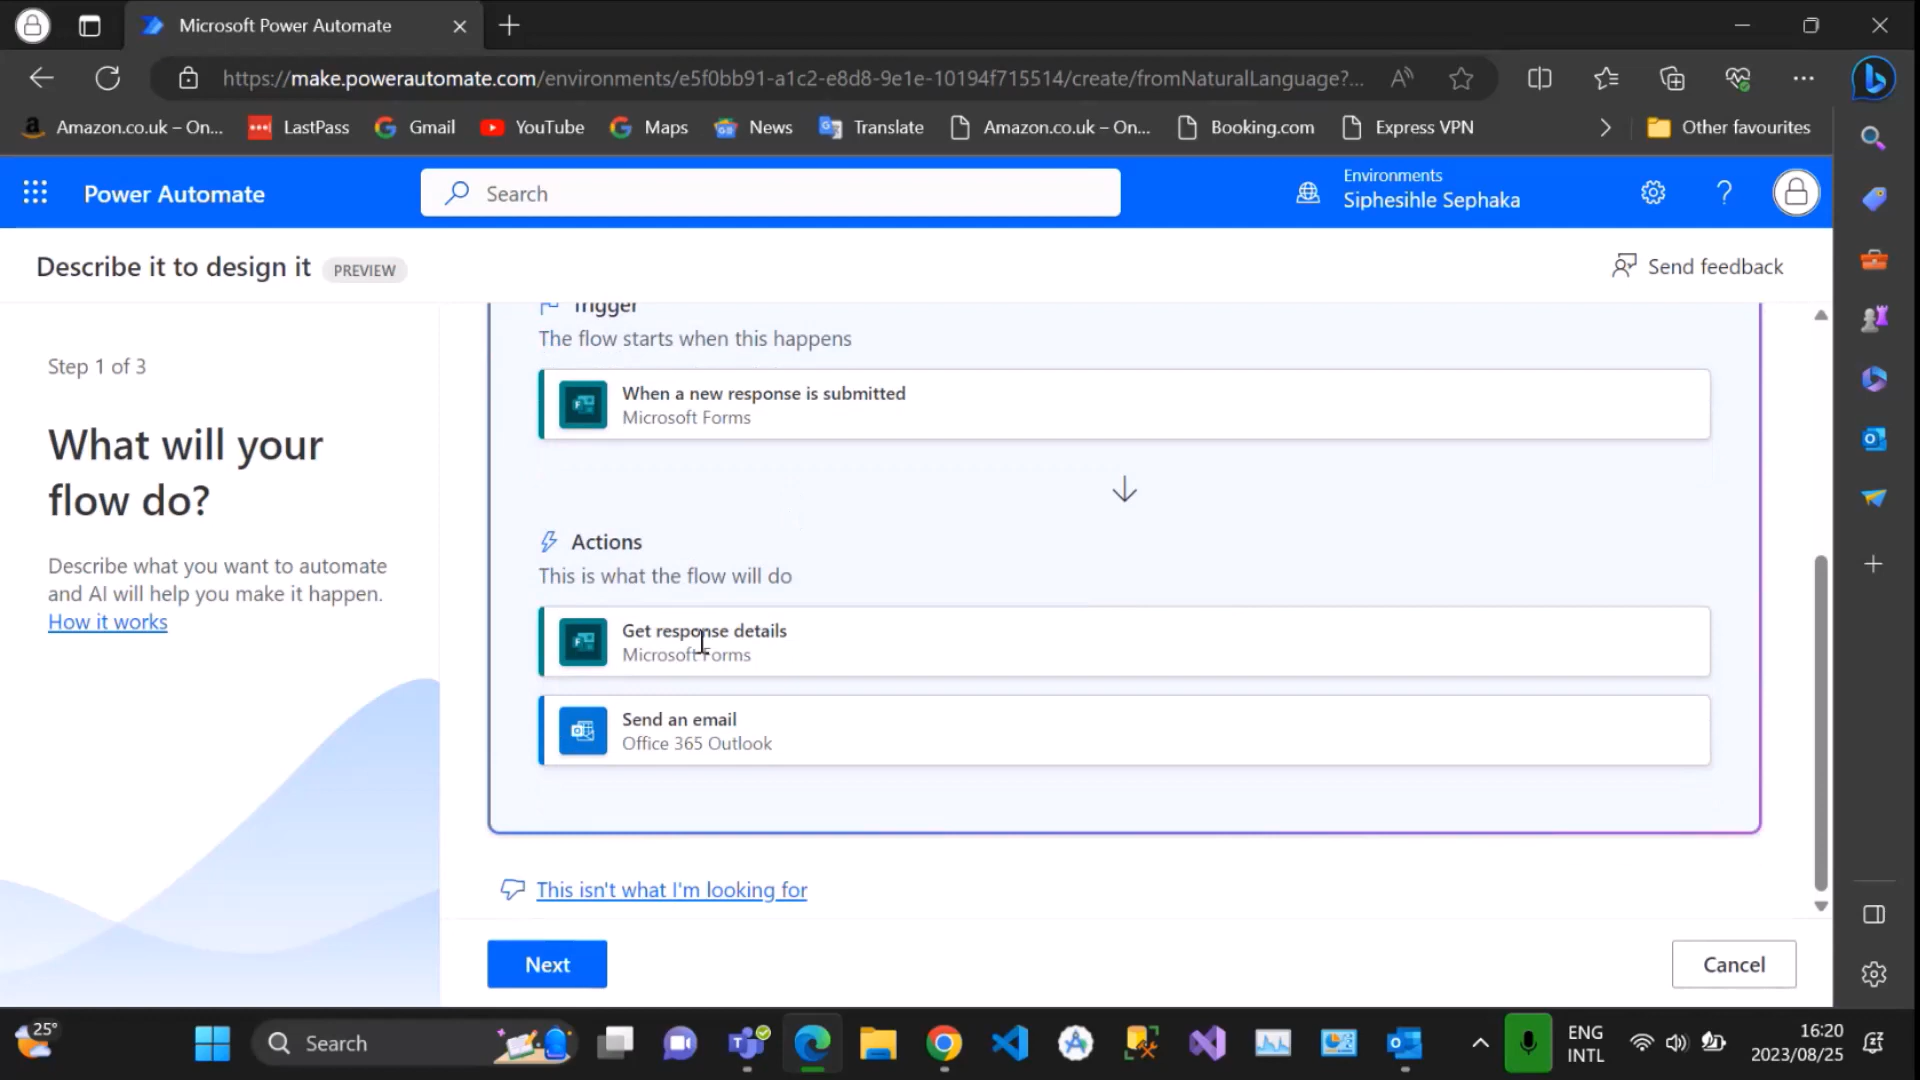 Microsoft Power Automate
https://make.powerautomate.com/environments/e5f0bb91-a1c2-e8d8-9e1e-10194f715514/create/fromNaturalLanguage?...
Amazon.co.uk – On...
LastPass
Gmail
YouTube
Maps
News
Translate
Amazon.co.uk – On...
Booking.com
Express VPN
Other favourites
Power Automate
Search
Environments
Siphesihle Sephaka
Describe it to design it
PREVIEW
Send feedback
Step 1 of 3
What will your
flow do?
Describe what you want to automate
and AI will help you make it happen.
How it works
Trigger
The flow starts when this happens
When a new response is submitted
Microsoft Forms
Actions
This is what the flow will do
Get response details
Microsoft Forms
Send an email
Office 365 Outlook
This isn't what I'm looking for
Next
Cancel
25°
Search
ENG
INTL
16:20
2023/08/25